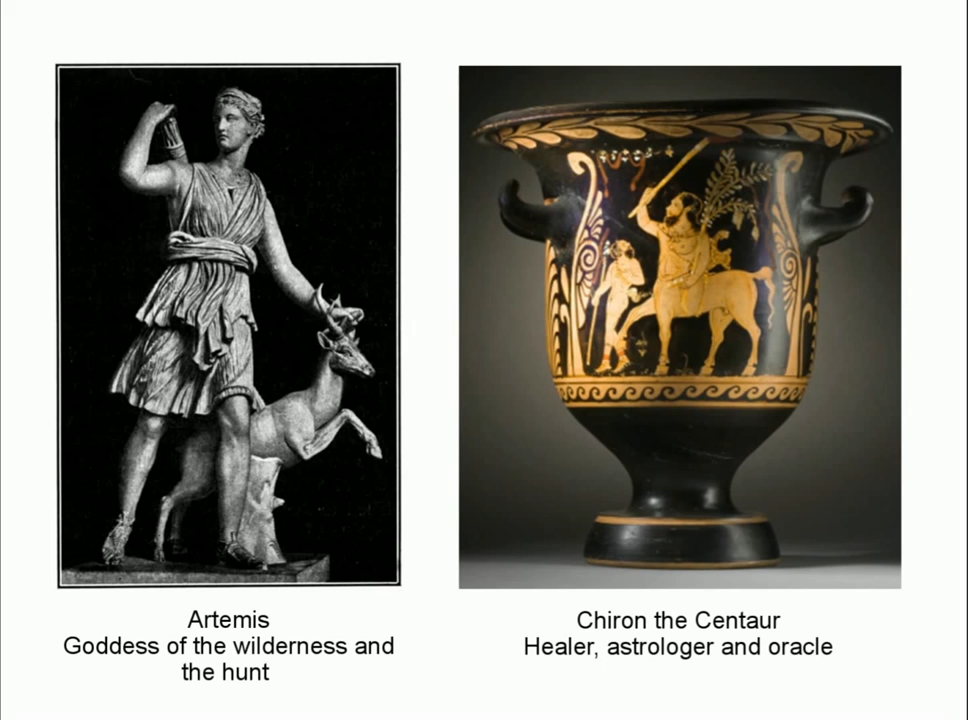 Artemis
Goddess of the wilderness and
the hunt
Chiron the Centaur
Healer, astrologer and oracle